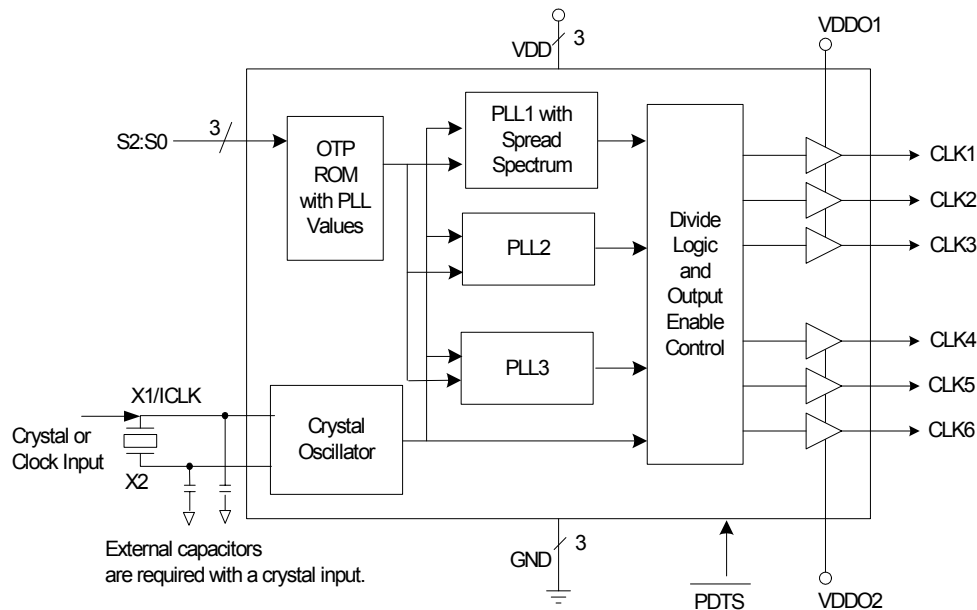 VDD
3
VDDO1
S2:S0
3
OTP
ROM
with PLL
Values
PLL1 with
Spread
Spectrum
PLL2
PLL3
Divide
Logic
and
Output
Enable
Control
CLK1
CLK2
CLK3
CLK4
CLK5
CLK6
X1/ICLK
Crystal or
Clock Input
X2
Crystal
Oscillator
External capacitors
are required with a crystal input.
GND
3
PDTS
VDDO2